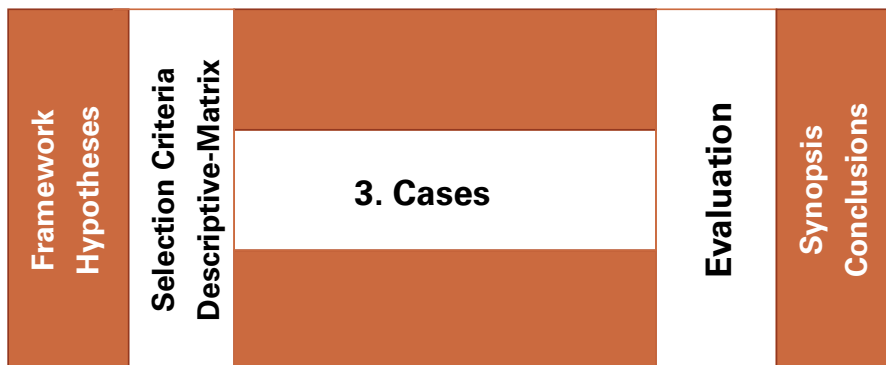 Framework
Hypotheses
Selection Criteria
Descriptive-Matrix
3. Cases
Evaluation
Synopsis
Conclusions